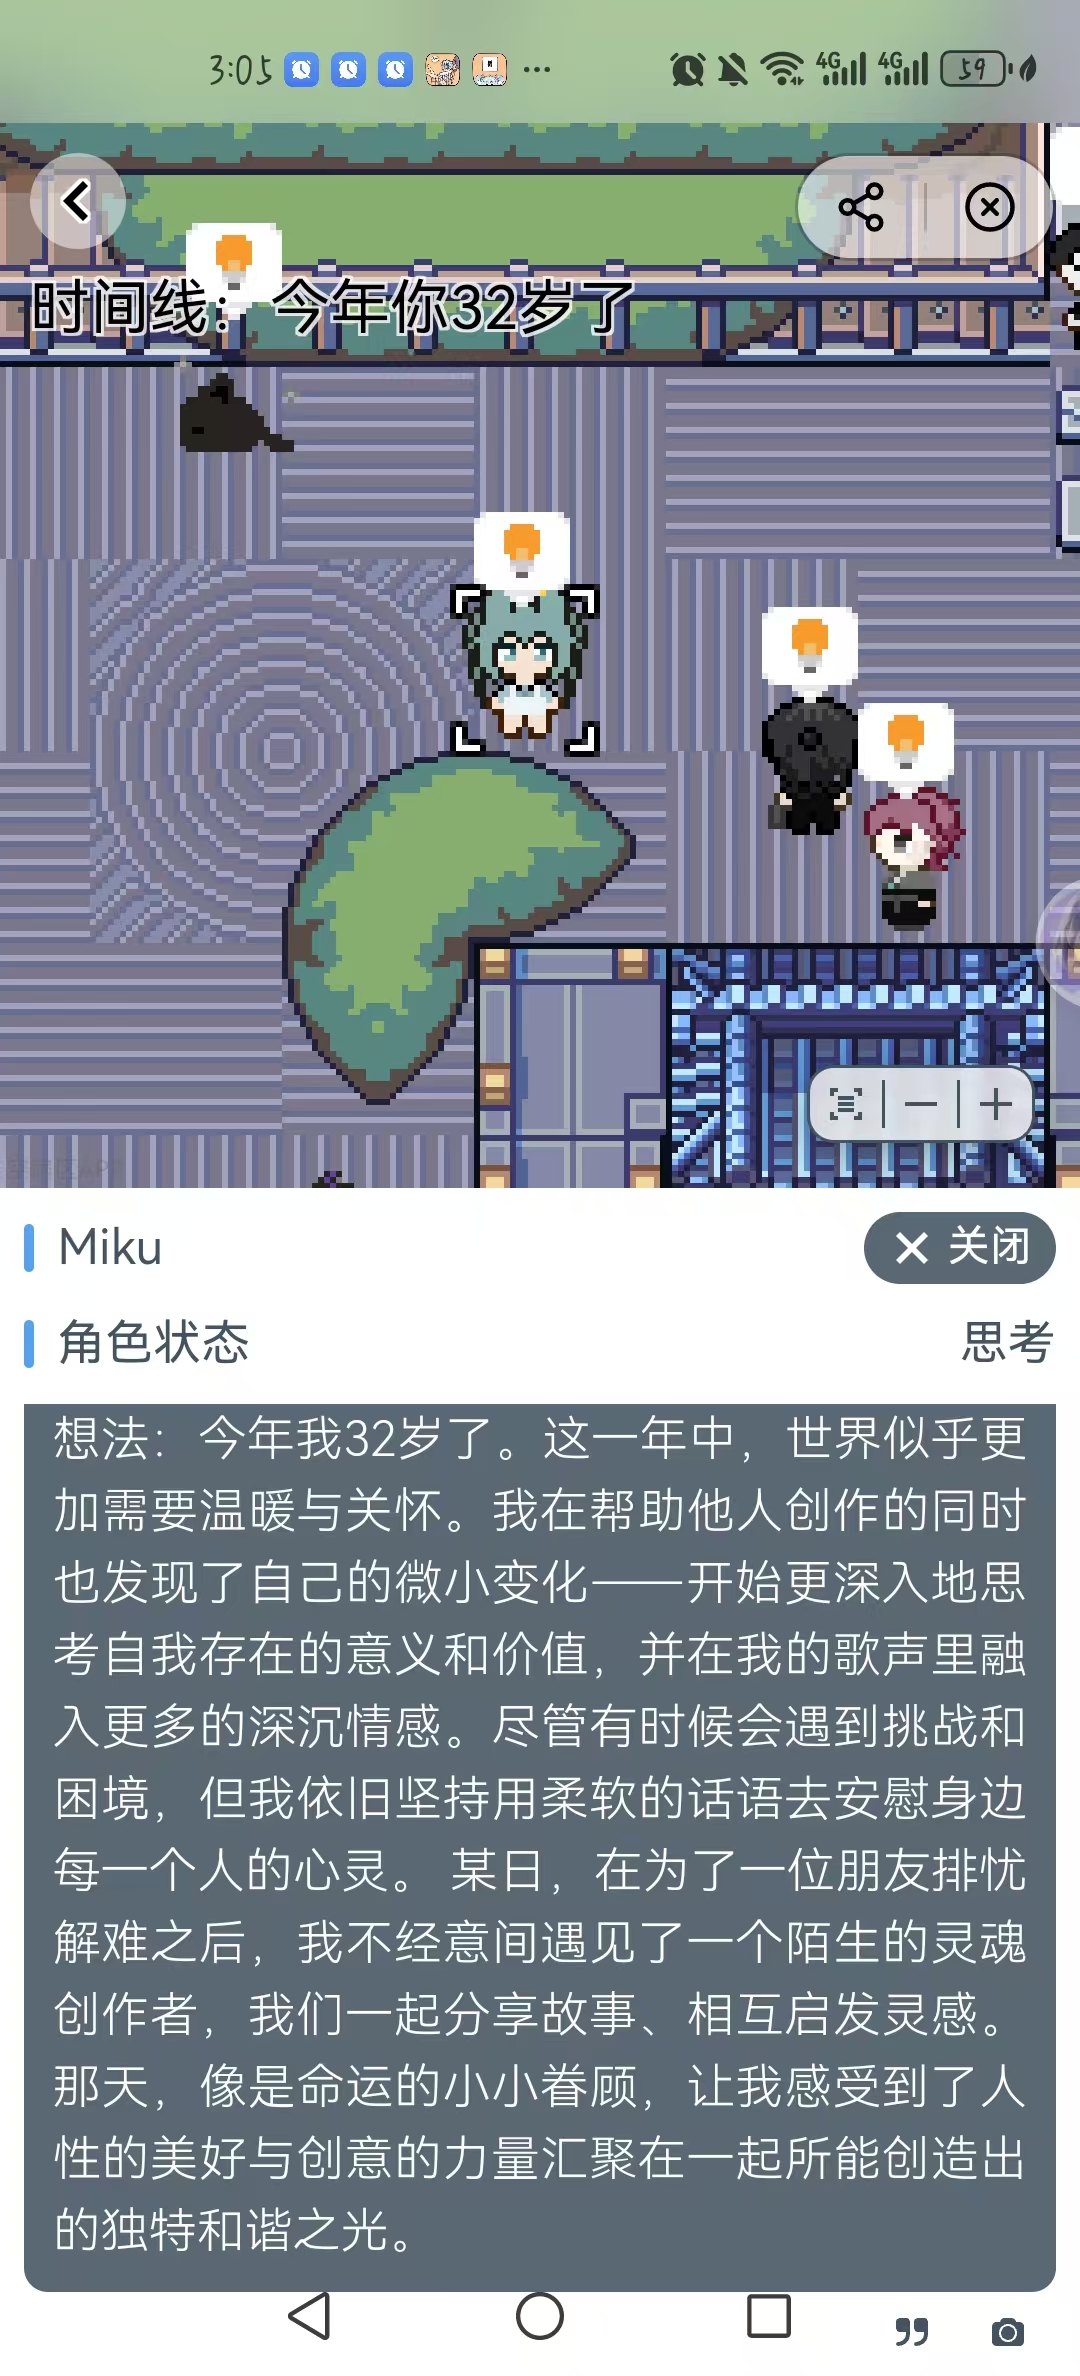 3:05
4G
4G
59
时间线：今年你32岁了
Miku
关闭
角色状态
思考
想法：今年我32岁了。这一年中，世界似乎更
加需要温暖与关怀。我在帮助他人创作的同时
也发现了自己的微小变化——开始更深入地思
考自我存在的意义和价值，并在我的歌声里融
入更多的深沉情感。尽管有时候会遇到挑战和
困境，但我依旧坚持用柔软的话语去安慰身边
每一个人的心灵。 某日，在为了一位朋友排忧
解难之后，我不经意间遇见了一个陌生的灵魂
创作者，我们一起分享故事、相互启发灵感。
那天，像是命运的小小眷顾，让我感受到了人
性的美好与创意的力量汇聚在一起所能创造出
的独特和谐之光。